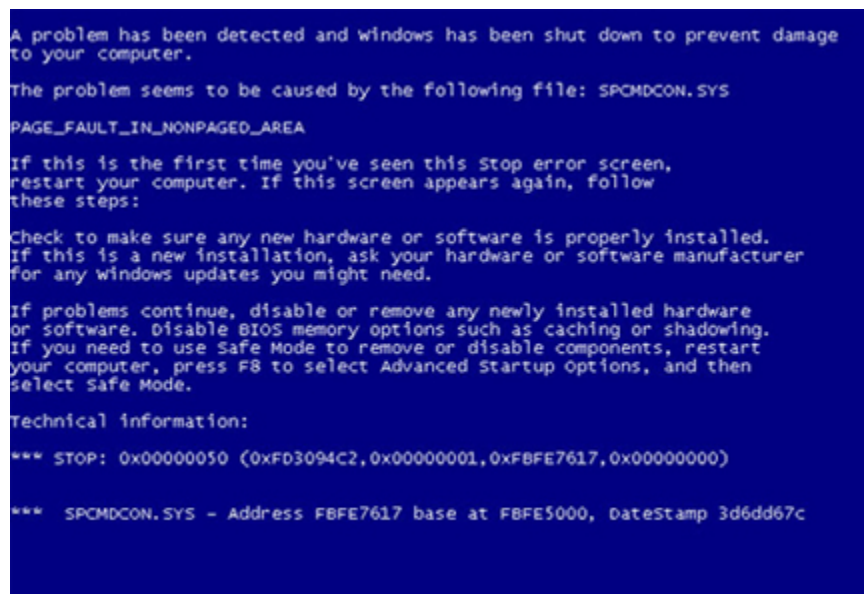 A problem has been detected and Windows has been shut down to prevent damage
to your computer.
The problem seems to be caused by the following file: SPCMDCON.SYS
PAGE_FAULT_IN_NONPAGED_AREA
If this is the first time you've seen this Stop error screen,
restart your computer. If this screen appears again, follow
these steps:
Check to make sure any new hardware or software is properly installed.
If this is a new installation, ask your hardware or software manufacturer
for any Windows updates you might need.
If problems continue, disable or remove any newly installed hardware
or software. Disable BIOS memory options such as caching or shadowing.
If you need to use Safe Mode to remove or disable components, restart
your computer, press F8 to select Advanced Startup Options, and then
select Safe Mode.
Technical information:
*** STOP: 0x00000050 (0xFD3094C2,0x00000001,0xFBFE7617,0x00000000)
*** SPCMDCON.SYS - Address FBFE7617 base at FBFE5000, DateStamp 3d6dd67c